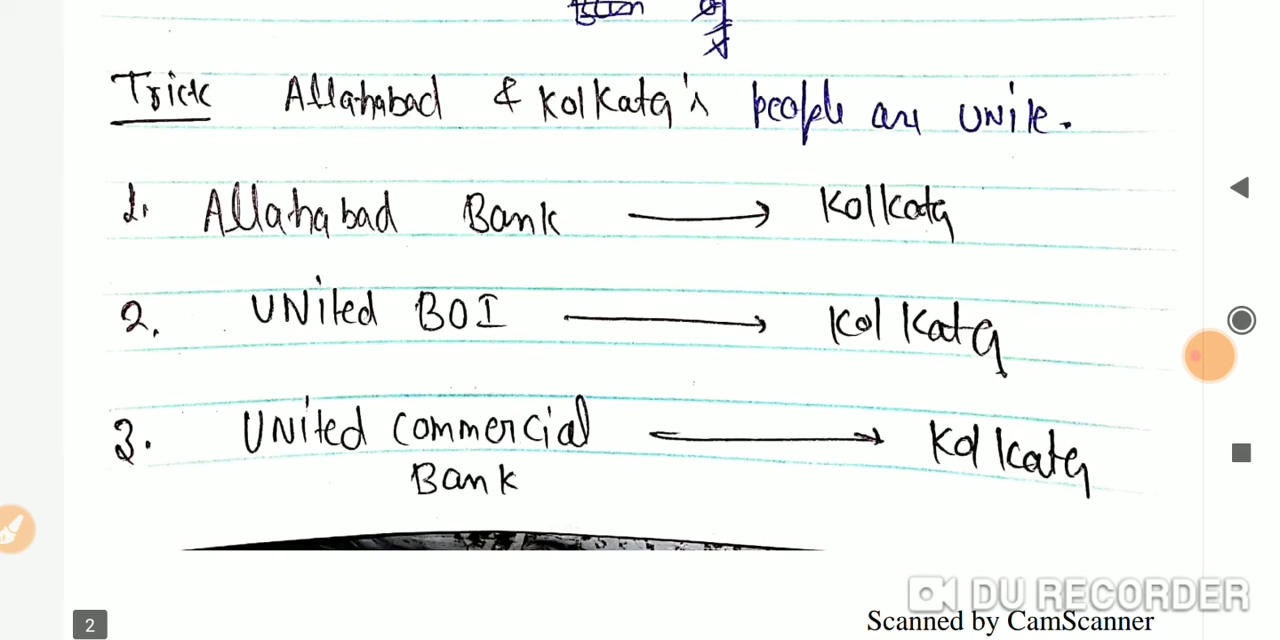 Trick Allahabad & Kolkata's people are unite.
1. Allahabad Bank → Kolkata
2. United BOI → Kolkata
3. United commercial → Kolkata
Bank
2
DU RECORDER
Scanned by CamScanner